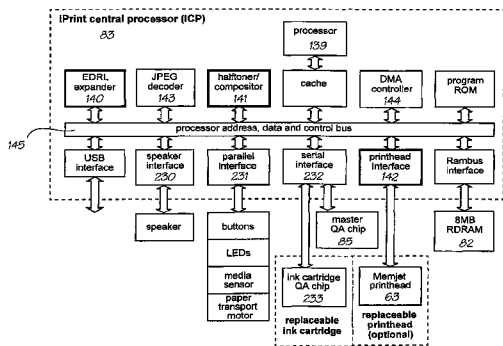 IPrint central processor (ICP)
83
processor
139
EDRL
expander
140
JPEG
decoder
143
halftoner/
compositor
141
cache
DMA
controller
144
program
ROM
145
processor address, data and control bus
USB
interface
speaker
interface
230
parallel
interface
231
serial
interface
232
printhead
interface
142
Rambus
interface
speaker
buttons
LEDs
media
sensor
paper
transport
motor
master
QA chip
85
8MB
RDRAM
82
ink cartridge
QA chip
233
replaceable
ink cartridge
Memjet
printhead
63
replaceable
printhead
(optional)